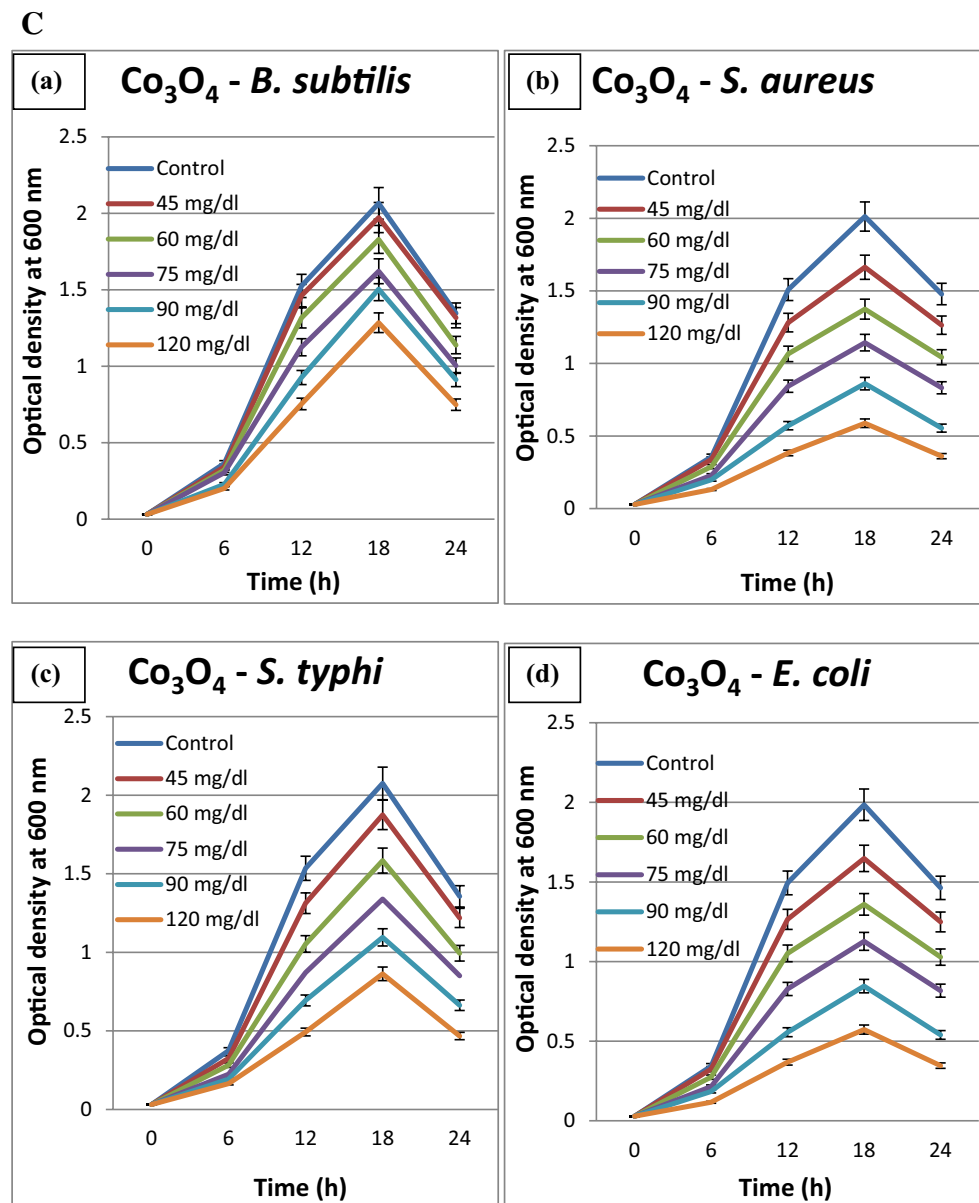 C
(a)
Co₃O₄ - B. subtilis
Optical density at 600 nm
2.5
2
1.5
1
0.5
0
Control
45 mg/dl
60 mg/dl
75 mg/dl
90 mg/dl
120 mg/dl
0 6 12 18 24
Time (h)
(b)
Co₃O₄ - S. aureus
Optical density at 600 nm
2.5
2
1.5
1
0.5
0
Control
45 mg/dl
60 mg/dl
75 mg/dl
90 mg/dl
120 mg/dl
0 6 12 18 24
Time (h)
(c)
Co₃O₄ - S. typhi
Optical density at 600 nm
2.5
2
1.5
1
0.5
0
Control
45 mg/dl
60 mg/dl
75 mg/dl
90 mg/dl
120 mg/dl
0 6 12 18 24
Time (h)
(d)
Co₃O₄ - E. coli
Optical density at 600 nm
2.5
2
1.5
1
0.5
0
Control
45 mg/dl
60 mg/dl
75 mg/dl
90 mg/dl
120 mg/dl
0 6 12 18 24
Time (h)